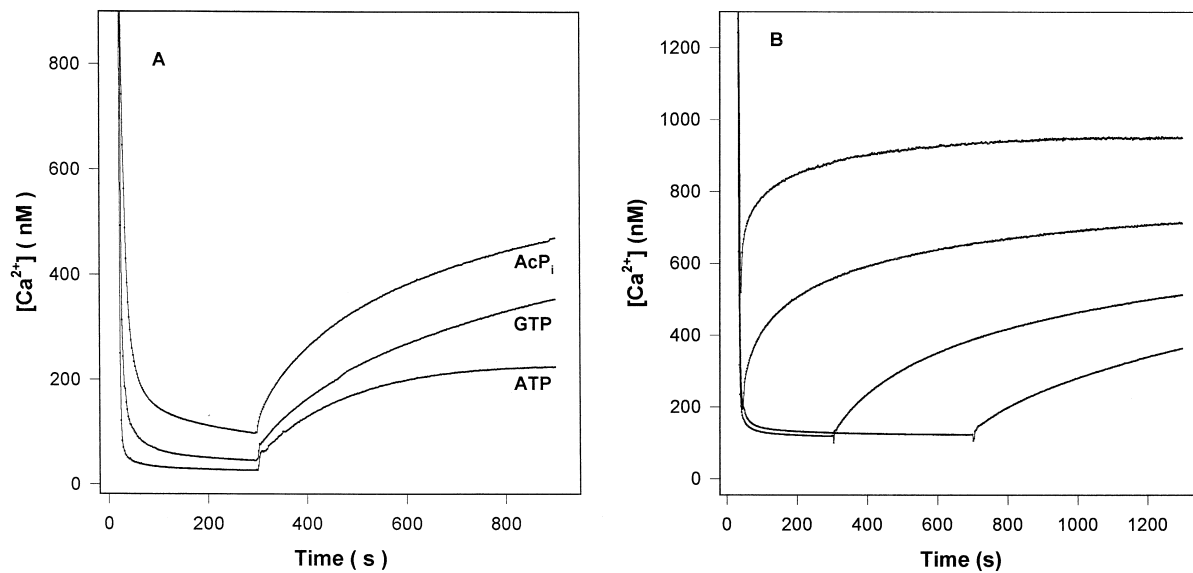 A
800
600
400
200
0
[Ca²⁺] ( nM )
AcPᵢ
GTP
ATP
0 200 400 600 800
Time ( s )
B
1200
1000
800
600
400
200
0
[Ca²⁺] (nM)
0 200 400 600 800 1000 1200
Time (s)